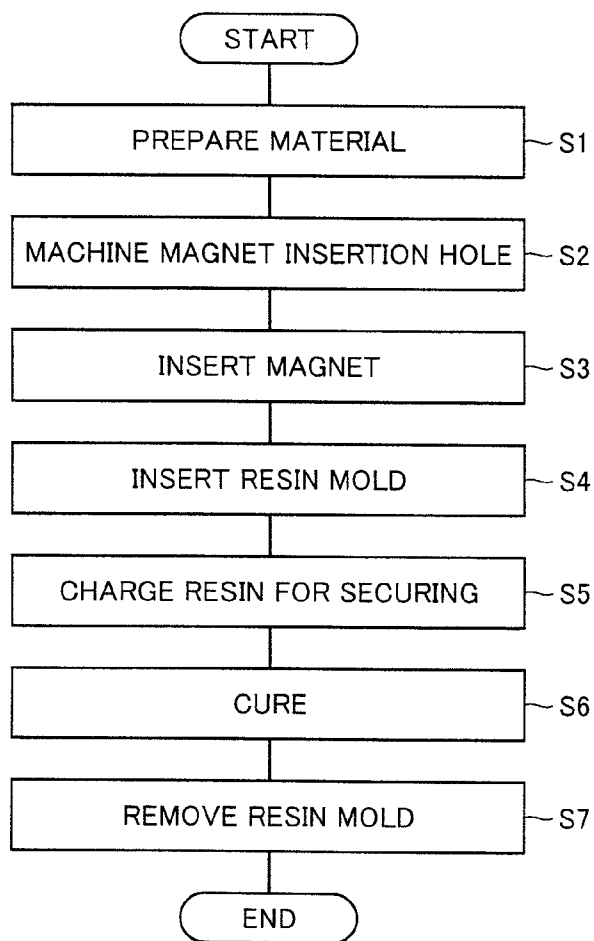 START
PREPARE MATERIAL S1
MACHINE MAGNET INSERTION HOLE S2
INSERT MAGNET S3
INSERT RESIN MOLD S4
CHARGE RESIN FOR SECURING S5
CURE S6
REMOVE RESIN MOLD S7
END